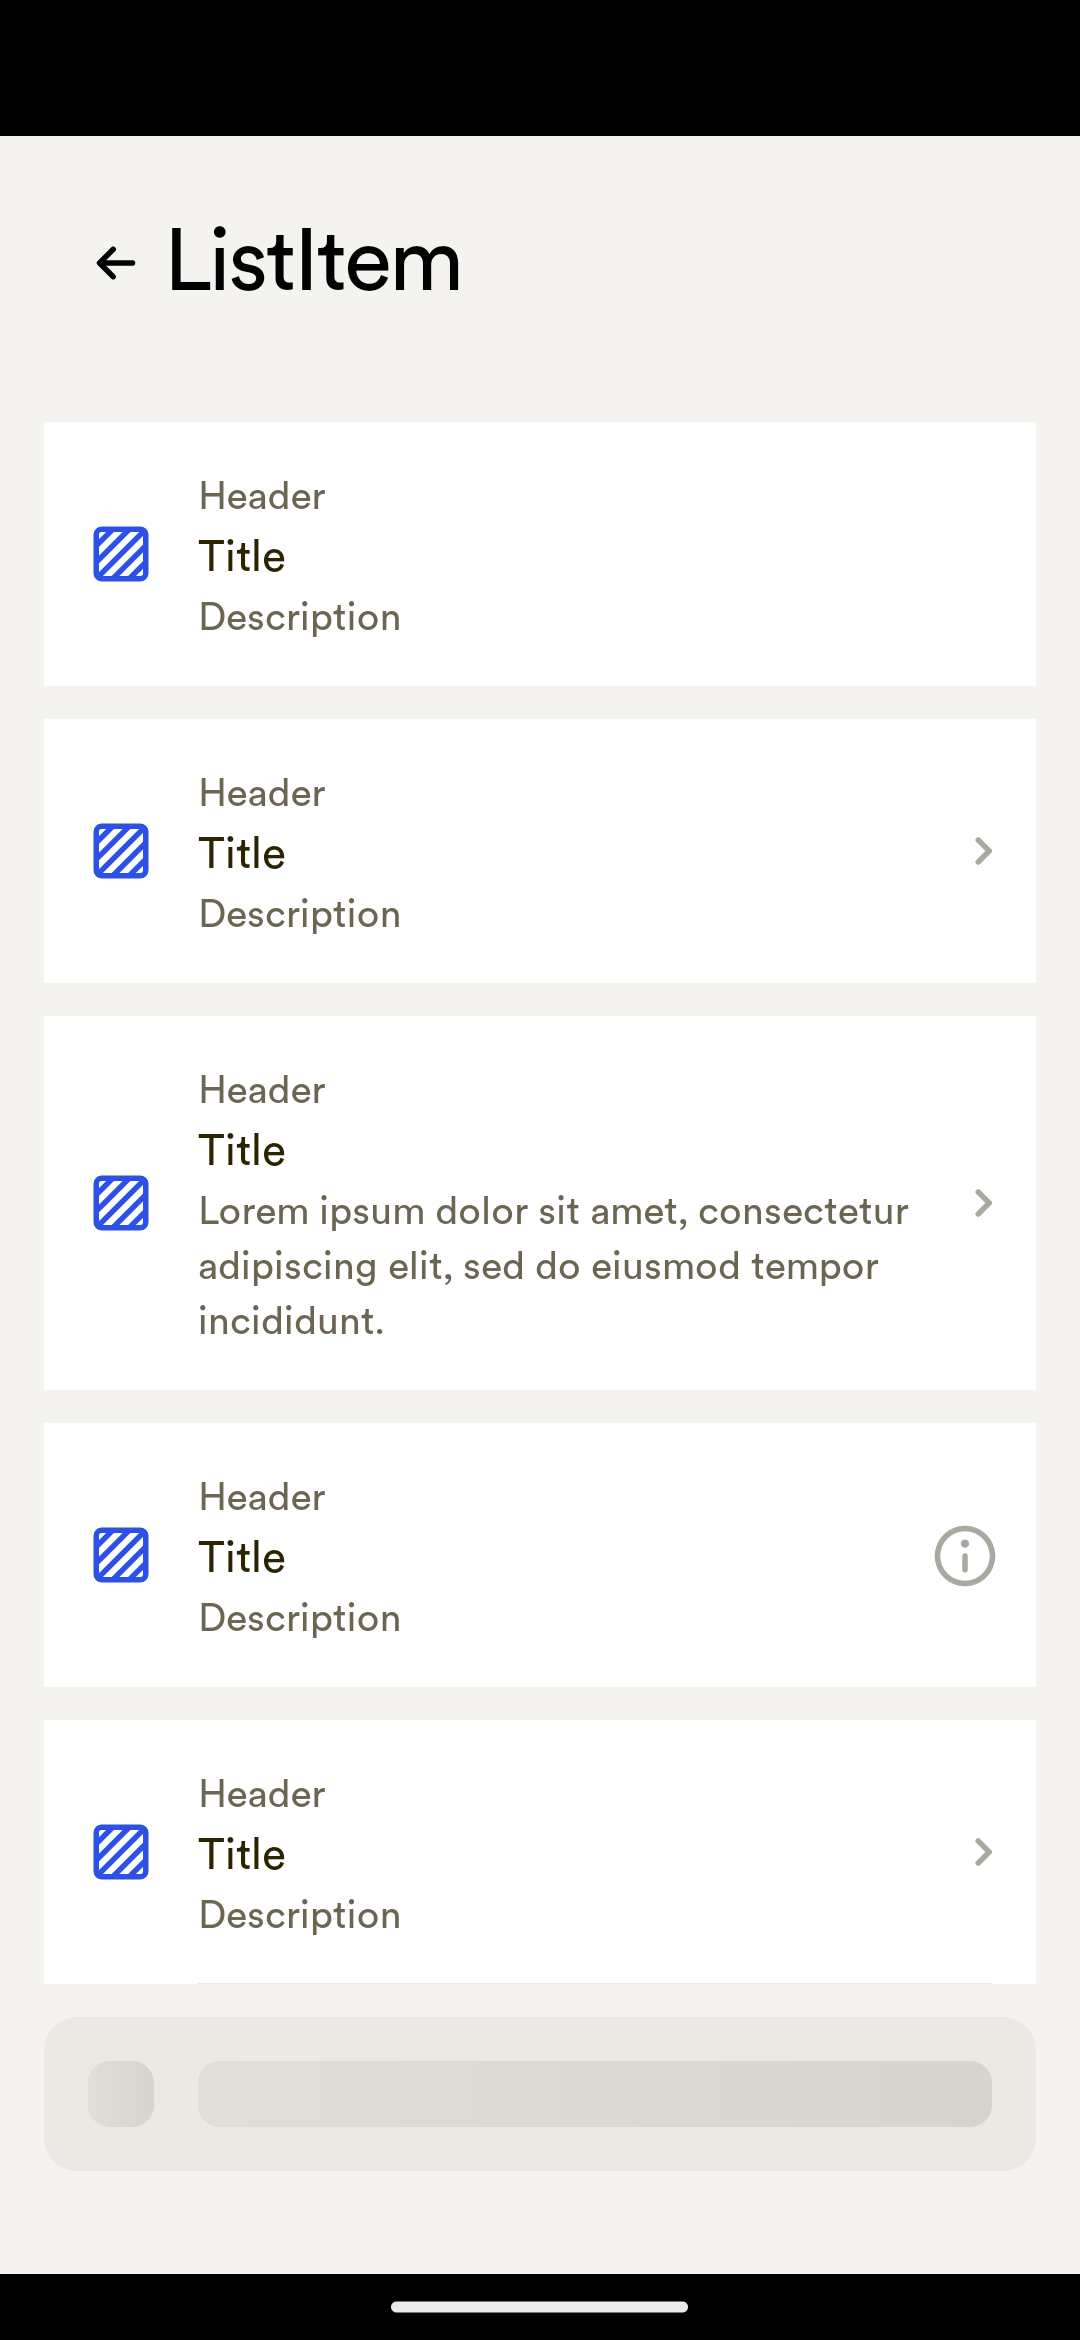 ListItem
Header
Title
Description
Header
Title
Description
Header
Title
Lorem ipsum dolor sit amet, consectetur
adipiscing elit, sed do eiusmod tempor
incididunt.
Header
Title
Description
Header
Title
Description